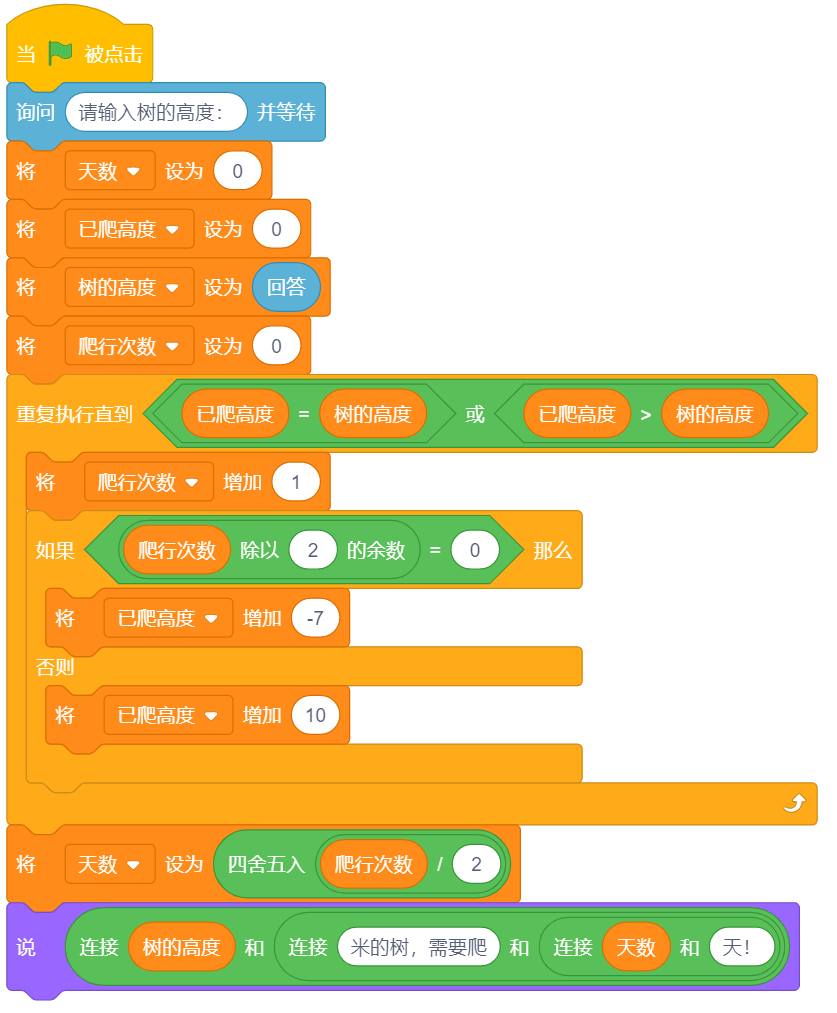 当 被点击
询问 请输入树的高度: 并等待
将 天数 设为 0
将 已爬高度 设为 0
将 树的高度 设为 回答
将 爬行次数 设为 0
重复执行直到 已爬高度 = 树的高度 或 已爬高度 > 树的高度
将 爬行次数 增加 1
如果 爬行次数 除以 2 的余数 = 0 那么
将 已爬高度 增加 -7
否则
将 已爬高度 增加 10
将 天数 设为 四舍五入 爬行次数 / 2
说 连接 树的高度 和 连接 米的树，需要爬 和 连接 天数 和 天！